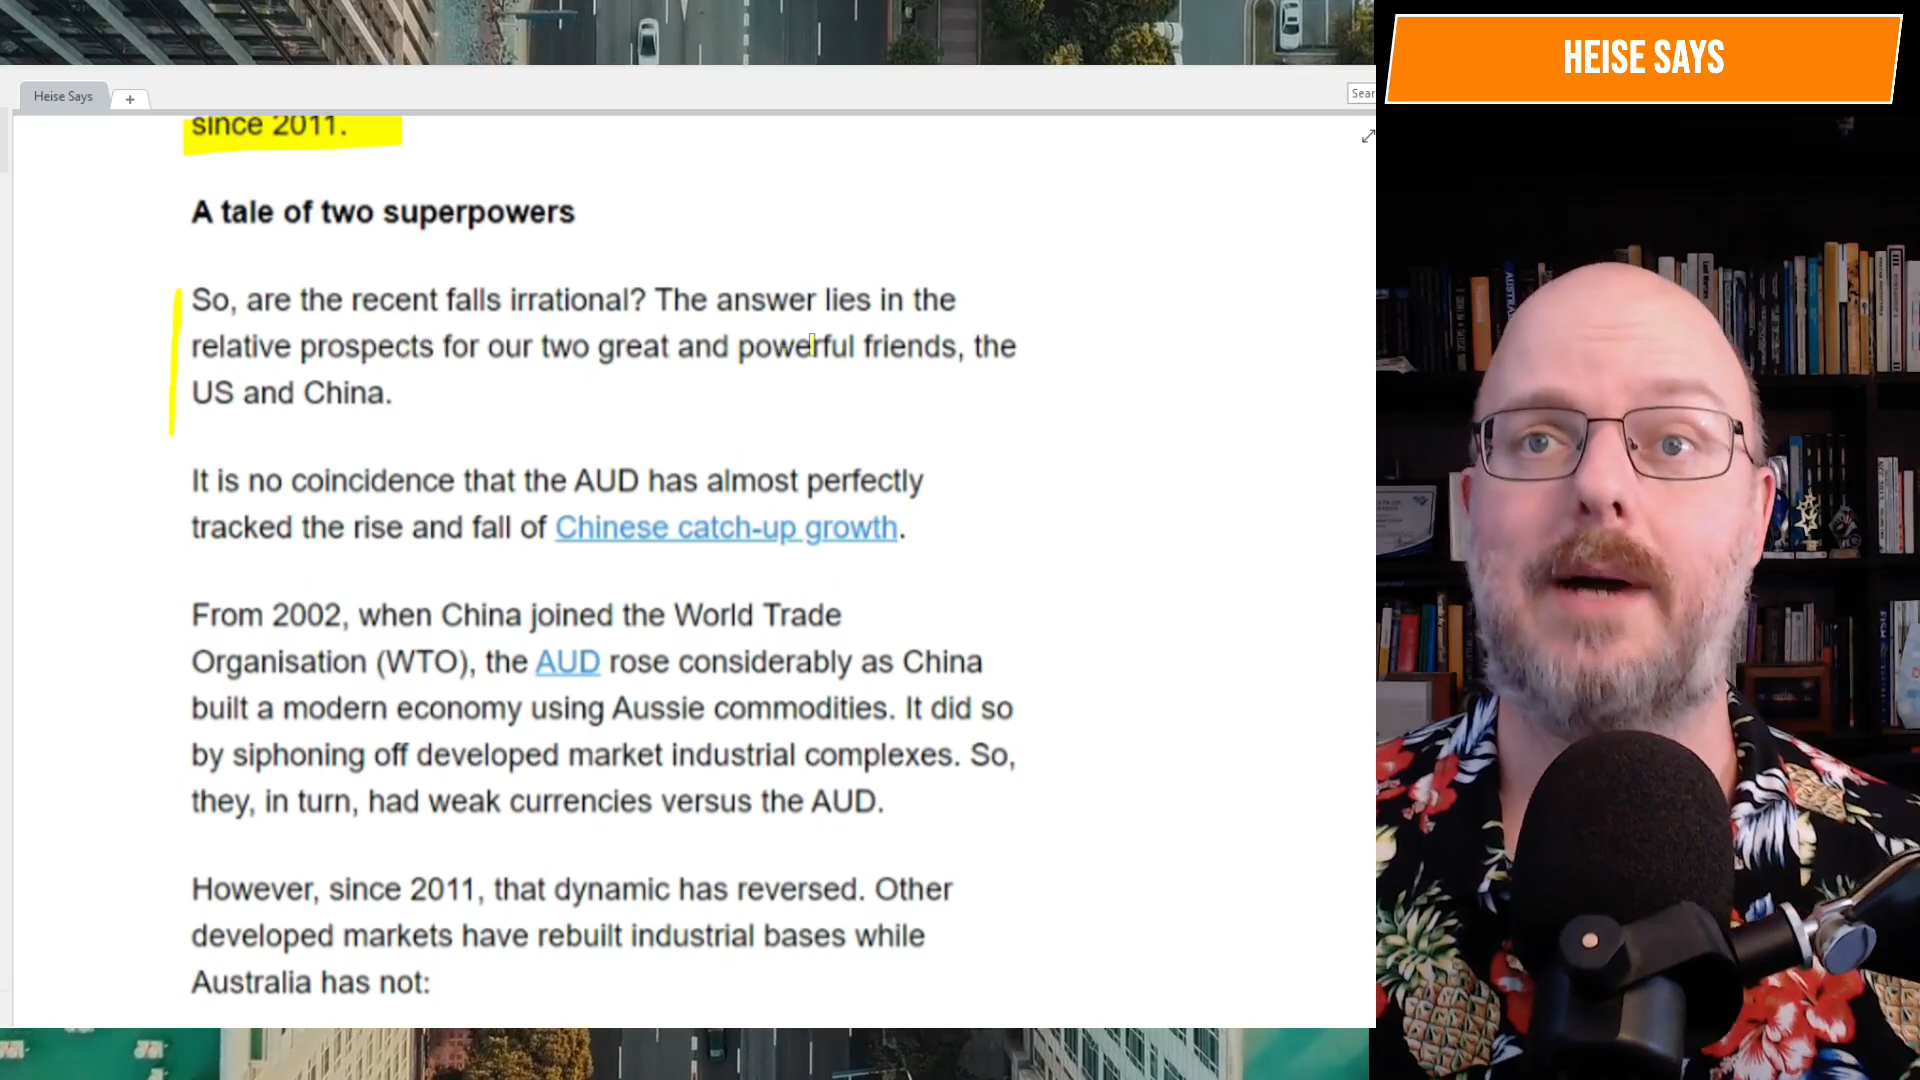 HEISE SAYS
Heise Says
+
Sear
since 2011.
A tale of two superpowers
So, are the recent falls irrational? The answer lies in the
relative prospects for our two great and powerful friends, the
US and China.
It is no coincidence that the AUD has almost perfectly
tracked the rise and fall of Chinese catch-up growth.
From 2002, when China joined the World Trade
Organisation (WTO), the AUD rose considerably as China
built a modern economy using Aussie commodities. It did so
by siphoning off developed market industrial complexes. So,
they, in turn, had weak currencies versus the AUD.
However, since 2011, that dynamic has reversed. Other
developed markets have rebuilt industrial bases while
Australia has not: